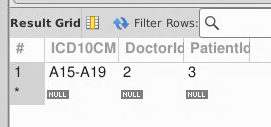 Result Grid Filter Rows:
# ICD10CM DoctorId PatientId
1 A15-A19 2 3
* NULL NULL NULL